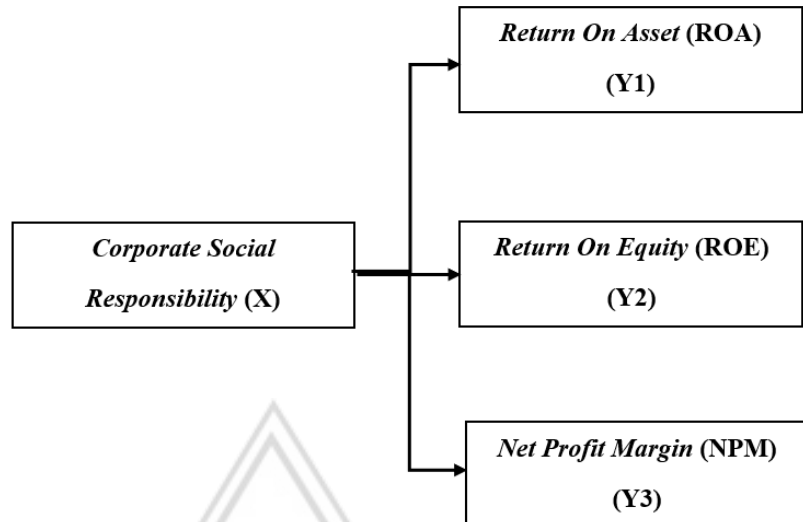 Return On Asset (ROA)
(Y1)
Corporate Social
Responsibility (X)
Return On Equity (ROE)
(Y2)
Net Profit Margin (NPM)
(Y3)